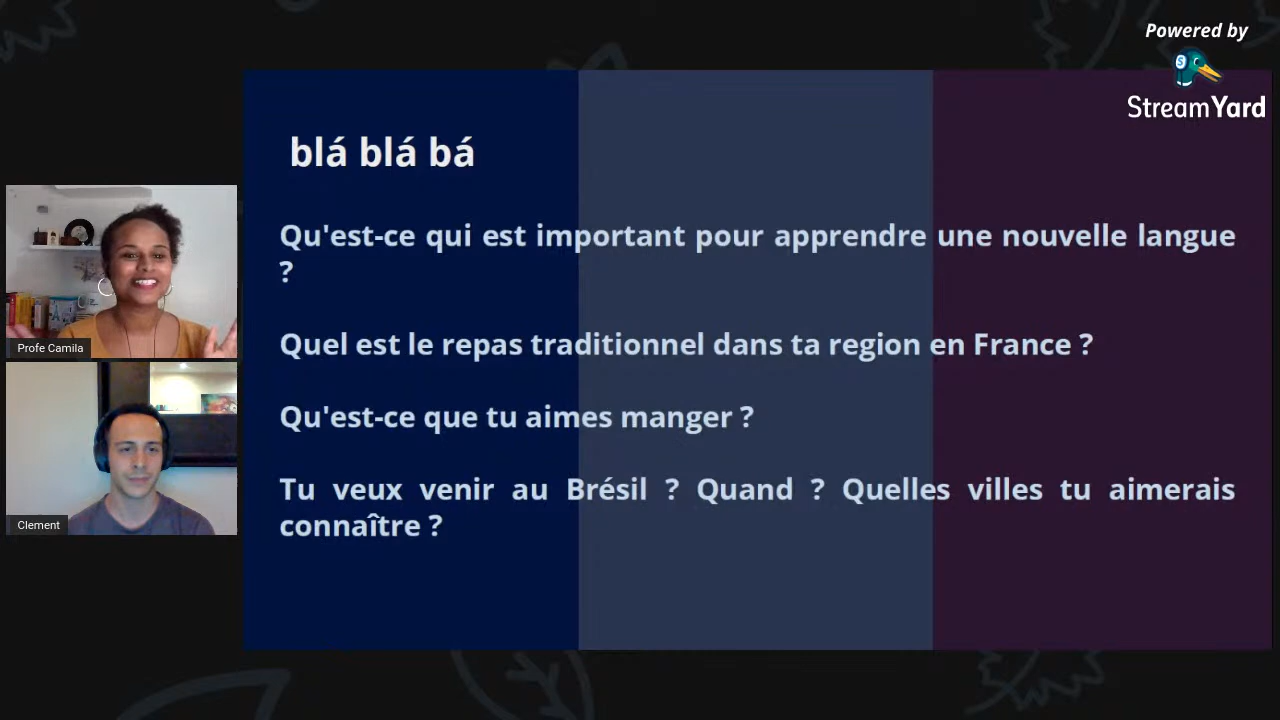 Powered by
StreamYard
blá blá bá
Qu'est-ce qui est important pour apprendre une nouvelle langue
?
Quel est le repas traditionnel dans ta region en France ?
Qu'est-ce que tu aimes manger ?
Tu veux venir au Brésil ? Quand ? Quelles villes tu aimerais
connaître ?
Profe Camila
Clement